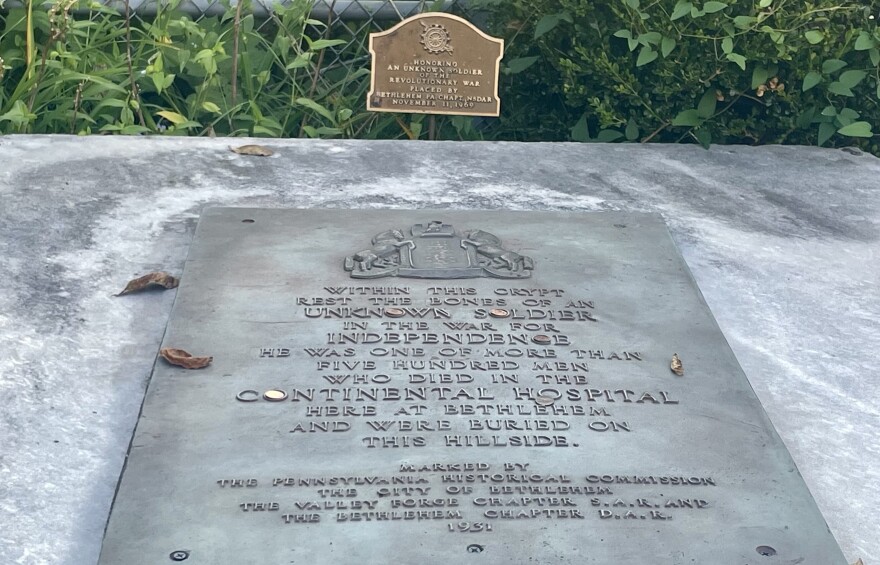 HONORING
AN UNKNOWN SOLDIER
OF THE
REVOLUTIONARY WAR
PLACED BY
BETHLEHEM PA. CHAPT. NSDAR
NOVEMBER 11, 1960
WITHIN THIS CRYPT
REST THE BONES OF AN
UNKNOWN SOLDIER
IN THE WAR FOR
INDEPENDENCE
HE WAS ONE OF MORE THAN
FIVE HUNDRED MEN
WHO DIED IN THE
CONTINENTAL HOSPITAL
HERE AT BETHLEHEM
AND WERE BURIED ON
THIS HILLSIDE.
MARKED BY
THE PENNSYLVANIA HISTORICAL COMMISSION
THE CITY OF BETHLEHEM
THE VALLEY FORGE CHAPTER S.A.R. AND
THE BETHLEHEM CHAPTER D.A.R.
1931